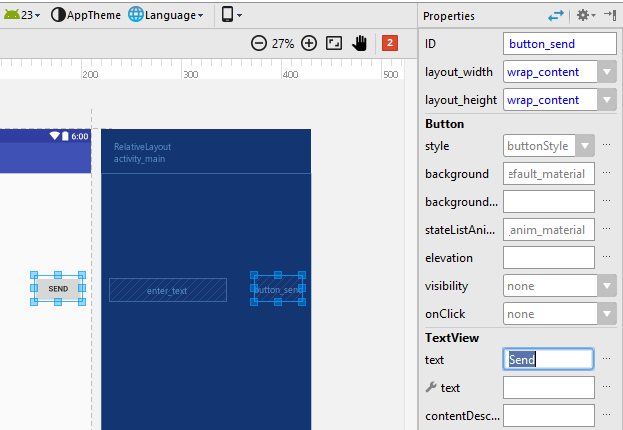 23 AppTheme Language
27% 2
200 300 400 500
6:00
RelativeLayout
activity_main
SEND
enter_text button_send
Properties
ID button_send
layout_width wrap_content
layout_height wrap_content
Button
style buttonStyle ...
background efault_material ...
background... ...
stateListAni... _anim_material ...
elevation ...
visibility none ...
onClick none ...
TextView
text Send ...
text ...
contentDesc... ...